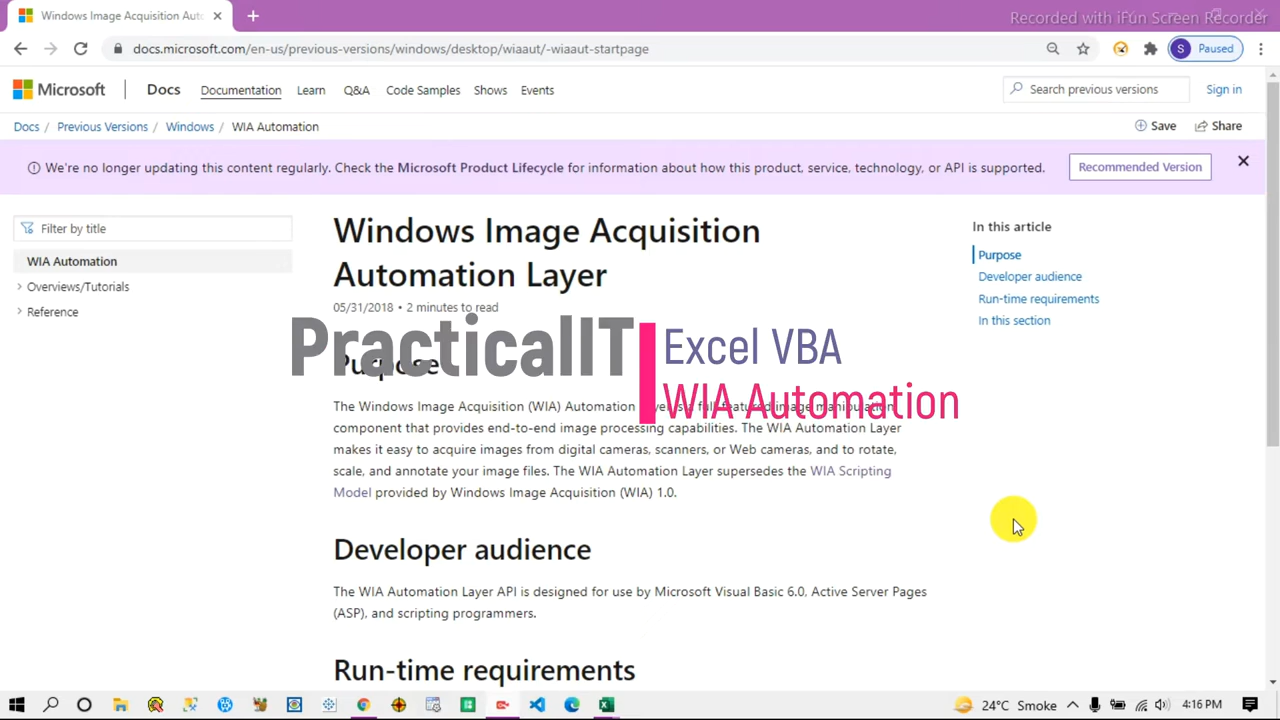 Windows Image Acquisition Auto
Recorded with iFun Screen Recorder
docs.microsoft.com/en-us/previous-versions/windows/desktop/wiaaut/-wiaaut-startpage
S Paused
Microsoft Docs Documentation Learn Q&A Code Samples Shows Events
Search previous versions Sign in
Docs / Previous Versions / Windows / WIA Automation
Save Share
We're no longer updating this content regularly. Check the Microsoft Product Lifecycle for information about how this product, service, technology, or API is supported.
Recommended Version
Filter by title
WIA Automation
Overviews/Tutorials
Reference
Windows Image Acquisition
Automation Layer
05/31/2018 • 2 minutes to read
PracticalIT
Excel VBA
WIA Automation
Purpose
The Windows Image Acquisition (WIA) Automation Layer is a full-featured image manipulation
component that provides end-to-end image processing capabilities. The WIA Automation Layer
makes it easy to acquire images from digital cameras, scanners, or Web cameras, and to rotate,
scale, and annotate your image files. The WIA Automation Layer supersedes the WIA Scripting
Model provided by Windows Image Acquisition (WIA) 1.0.
Developer audience
The WIA Automation Layer API is designed for use by Microsoft Visual Basic 6.0, Active Server Pages
(ASP), and scripting programmers.
Run-time requirements
In this article
Purpose
Developer audience
Run-time requirements
In this section
24°C Smoke
4:16 PM